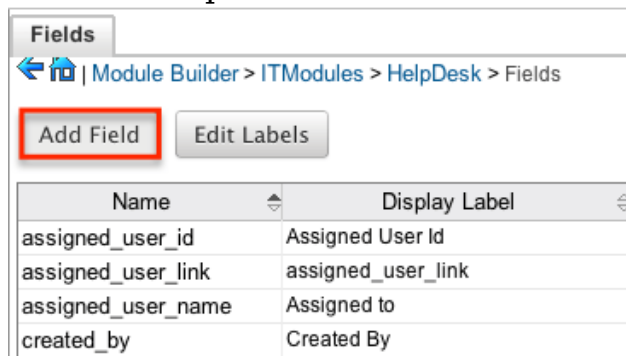 Fields
| Module Builder > ITModules > HelpDesk > Fields
Add Field Edit Labels
Name Display Label
assigned_user_id Assigned User Id
assigned_user_link assigned_user_link
assigned_user_name Assigned to
created_by Created By